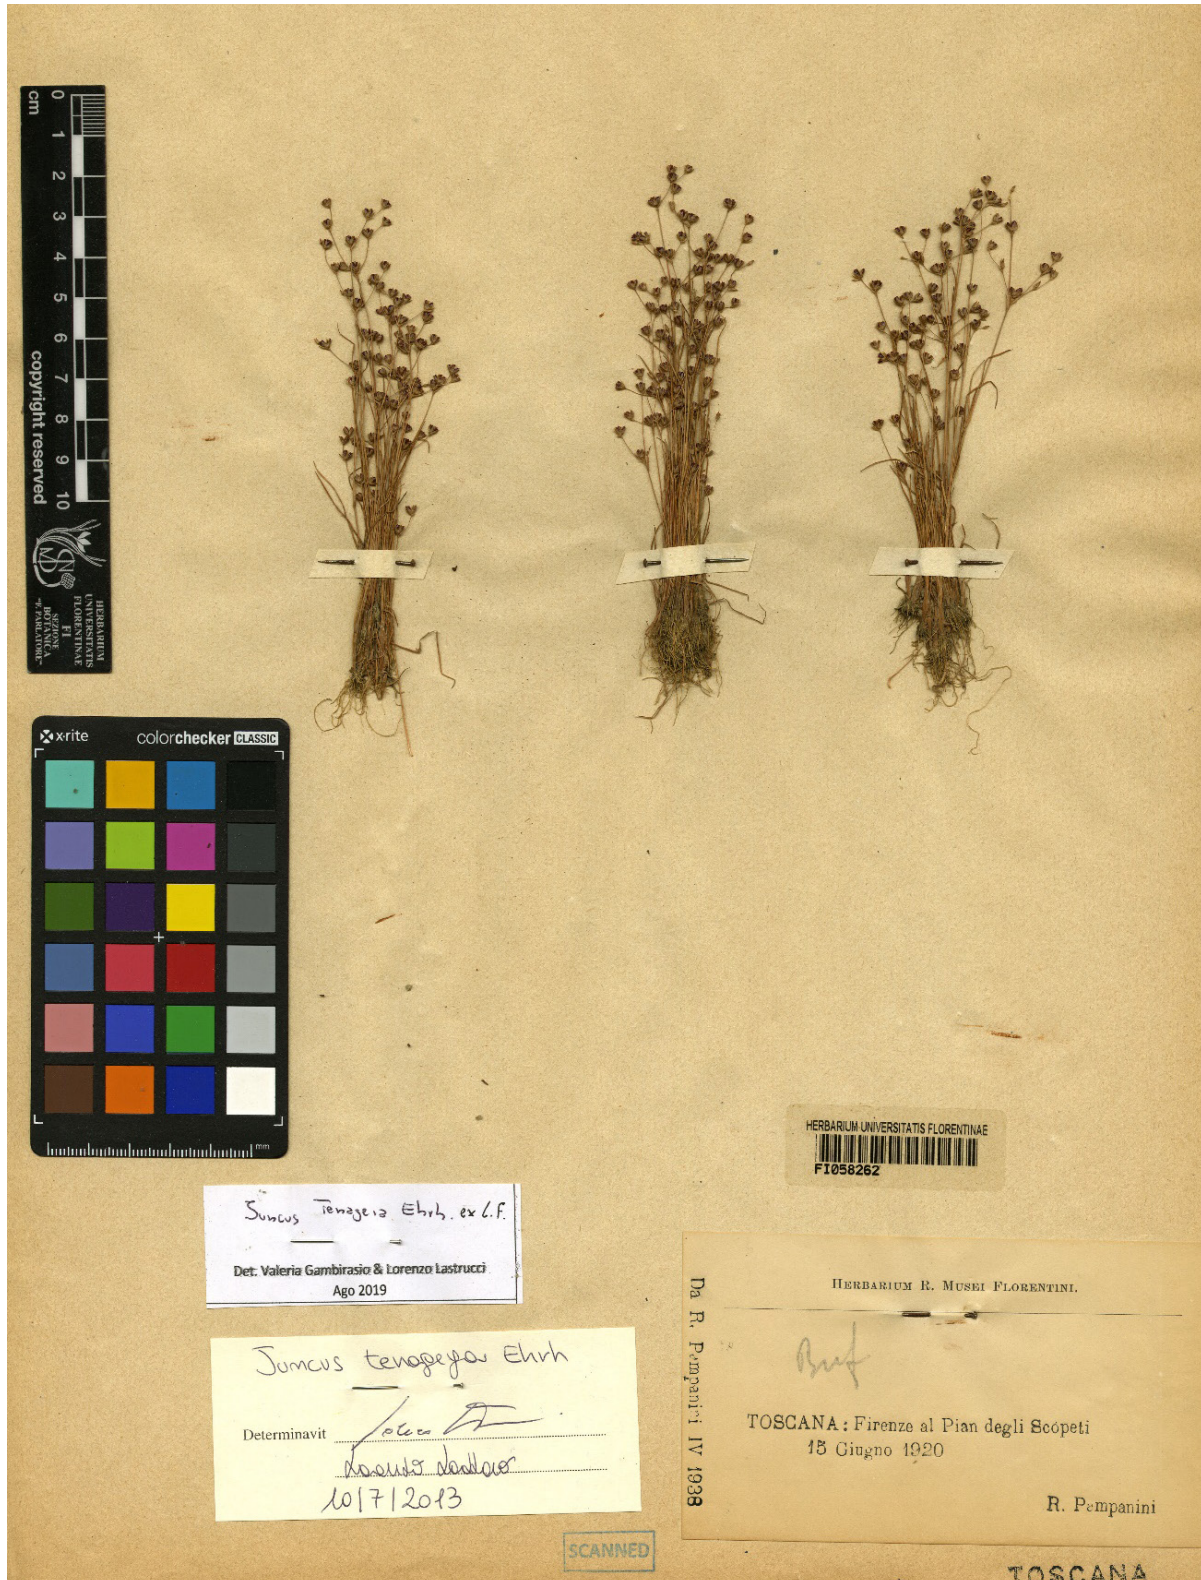 cm
0
1
2
3
4
5
6
7
8
9
10
copyright reserved
HERBARIUM
UNIVERSITATIS
FLORENTINAE
FI
SEZIONE
BOTANICA
"F. PARLATORE"
x-rite
colorchecker CLASSIC
mm
HERBARIUM UNIVERSITATIS FLORENTINAE
FI058262
Juncus Tenageia Ehrh. ex L.F.
Det. Valeria Gambirasio & Lorenzo Lastrucci
Ago 2019
Juncus tenageya Ehrh
Determinavit
10/7/2013
Da R. Pampanini IV 1938
HERBARIUM R. MUSEI FLORENTINI.
Buf
TOSCANA: Firenze al Pian degli Scopeti
15 Giugno 1920
R. Pampanini
SCANNED
TOSCANA